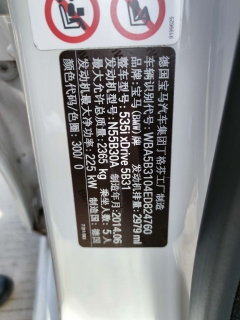 德国宝马汽车集团丁格芬工厂制造
车辆识别代号: WBA5B3104ED824760
品牌: 宝马 (BMW) 牌
整车型号: 535i xDrive 5B31
发动机型号: N55B30A 发动机排量: 2979 ml
最大允许总质量: 2365 kg 制造年月: 2014.06
发动机最大净功率: 225 kW 乘坐人数: 5 人
颜色代码: 颜色: 300/ 0 制造国: 德国